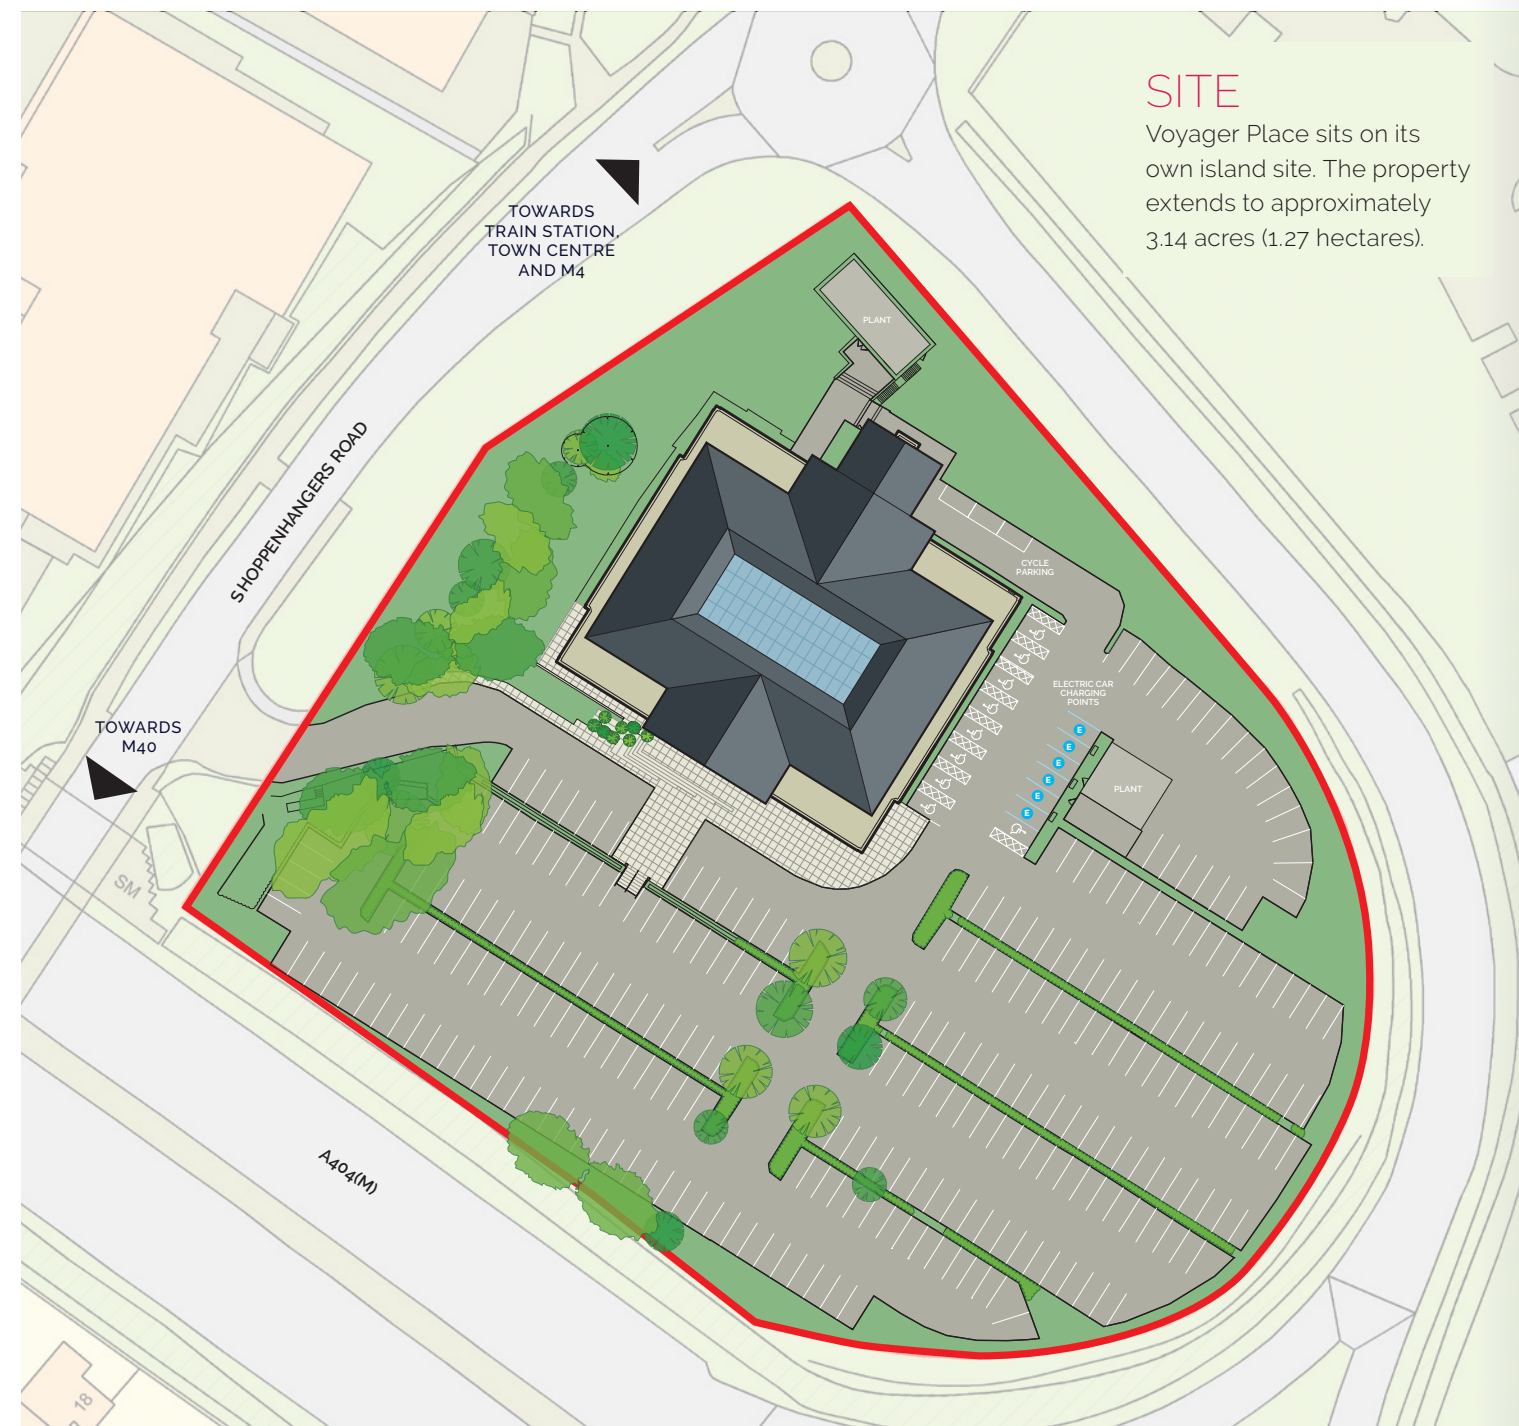 SITE
Voyager Place sits on its
own island site. The property
extends to approximately
3.14 acres (1.27 hectares).
TOWARDS
TRAIN STATION,
TOWN CENTRE
AND M4
PLANT
SHOPPENHANGERS ROAD
CYCLE
PARKING
ELECTRIC CAR
CHARGING
POINTS
TOWARDS
M40
E
E
E
E
E
E
PLANT
SM
A404(M)
18